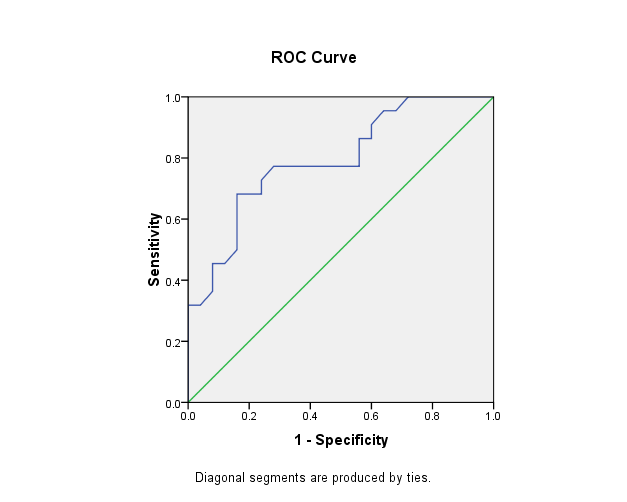 ROC Curve
1.0
0.8
0.6
0.4
0.2
0.0
Sensitivity
0.0 0.2 0.4 0.6 0.8 1.0
1 - Specificity
Diagonal segments are produced by ties.